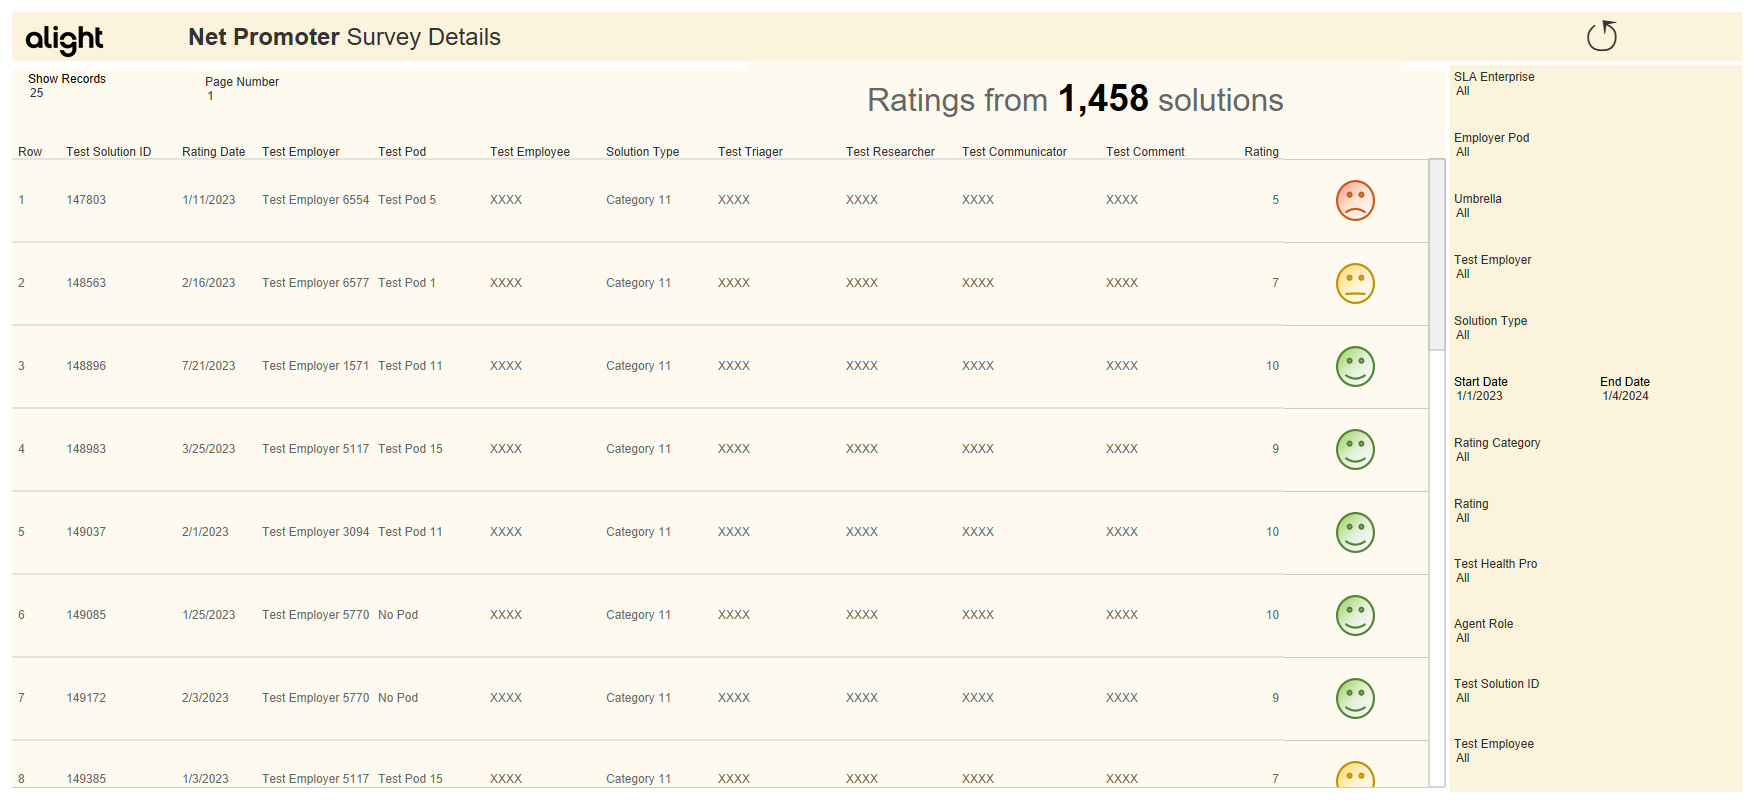 alight
Net Promoter Survey Details
Show Records
25
Page Number
1
Ratings from 1,458 solutions
Row Test Solution ID Rating Date Test Employer Test Pod Test Employee Solution Type Test Triager Test Researcher Test Communicator Test Comment Rating
1 147803 1/11/2023 Test Employer 6554 Test Pod 5 XXXX Category 11 XXXX XXXX XXXX XXXX 5
2 148563 2/16/2023 Test Employer 6577 Test Pod 1 XXXX Category 11 XXXX XXXX XXXX XXXX 7
3 148896 7/21/2023 Test Employer 1571 Test Pod 11 XXXX Category 11 XXXX XXXX XXXX XXXX 10
4 148983 3/25/2023 Test Employer 5117 Test Pod 15 XXXX Category 11 XXXX XXXX XXXX XXXX 9
5 149037 2/1/2023 Test Employer 3094 Test Pod 11 XXXX Category 11 XXXX XXXX XXXX XXXX 10
6 149085 1/25/2023 Test Employer 5770 No Pod XXXX Category 11 XXXX XXXX XXXX XXXX 10
7 149172 2/3/2023 Test Employer 5770 No Pod XXXX Category 11 XXXX XXXX XXXX XXXX 9
8 149385 1/3/2023 Test Employer 5117 Test Pod 15 XXXX Category 11 XXXX XXXX XXXX XXXX 7
SLA Enterprise
All
Employer Pod
All
Umbrella
All
Test Employer
All
Solution Type
All
Start Date End Date
1/1/2023 1/4/2024
Rating Category
All
Rating
All
Test Health Pro
All
Agent Role
All
Test Solution ID
All
Test Employee
All